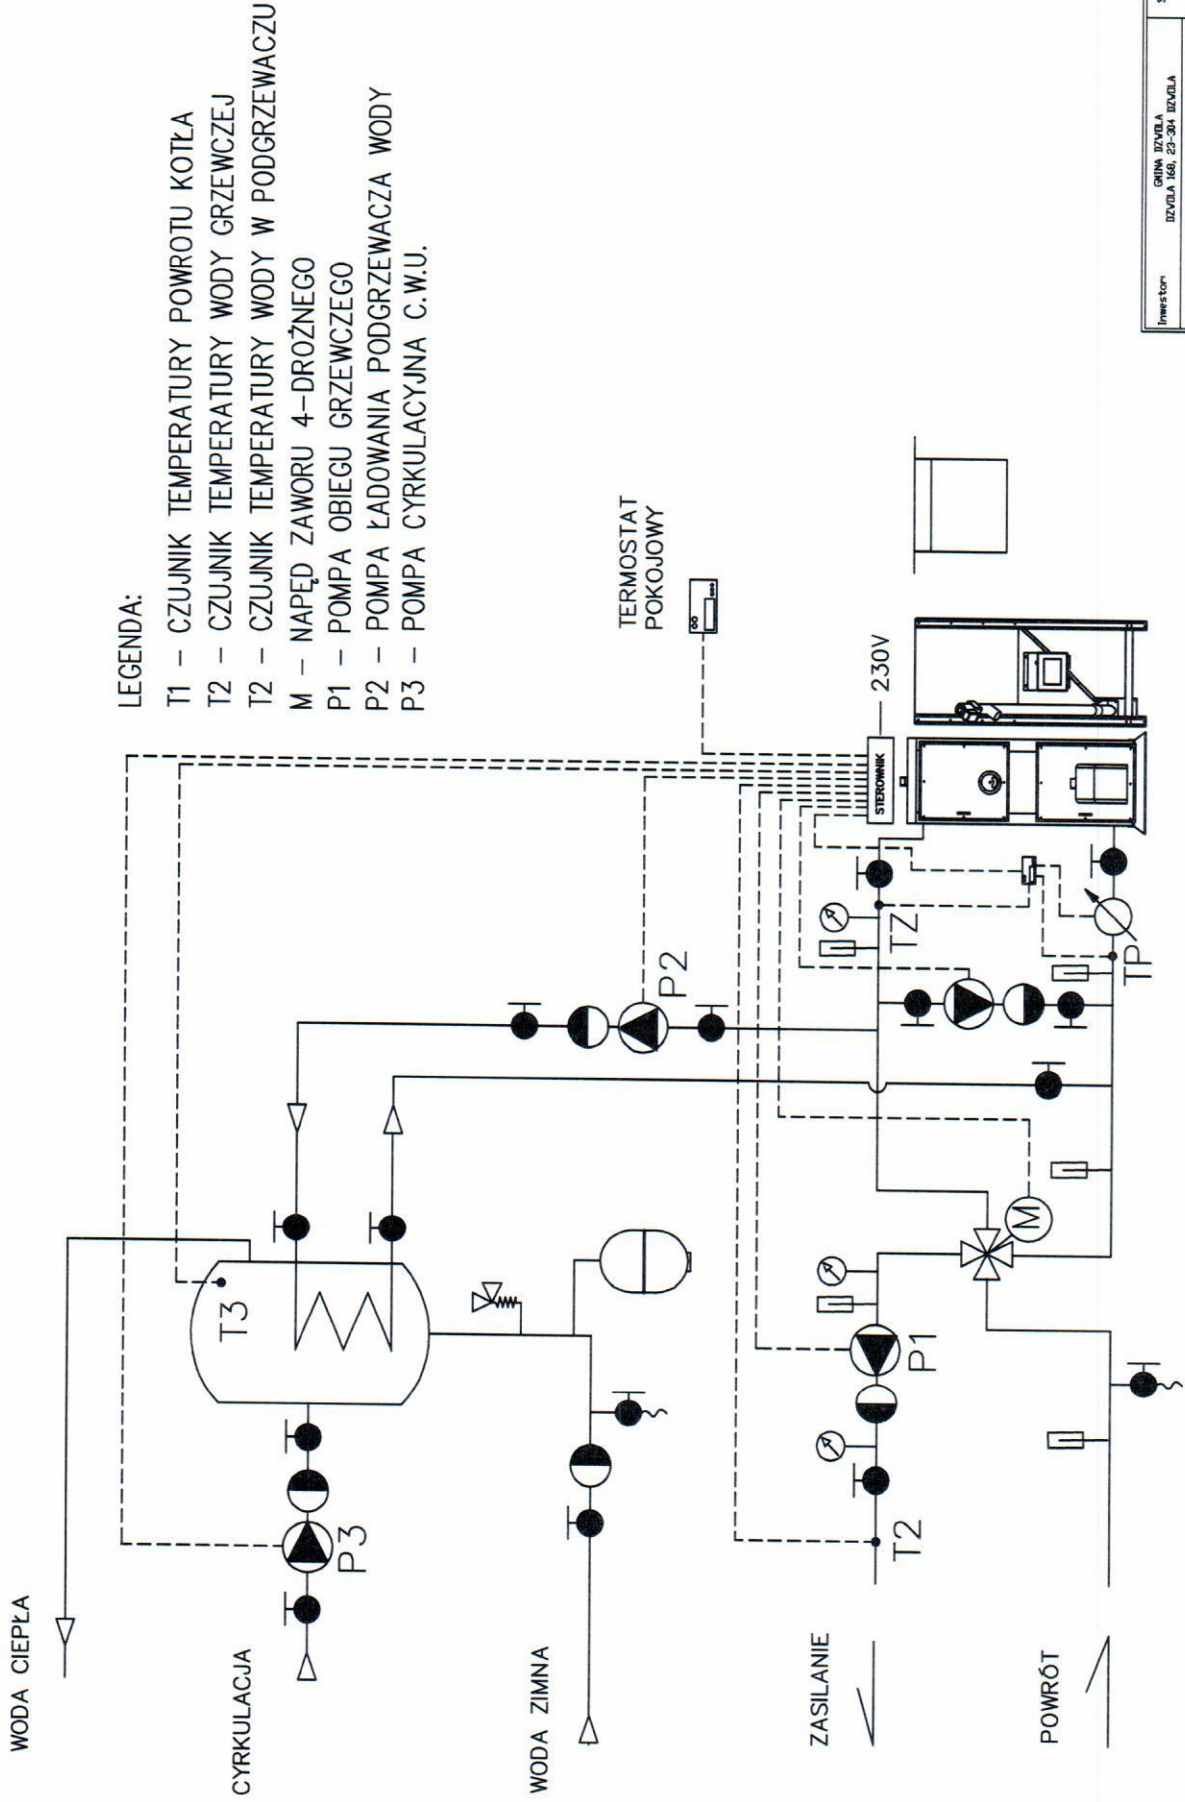 LEGENDA:
T1 – CZUJNIK TEMPERATURY POWROTU KOTŁA
T2 – CZUJNIK TEMPERATURY WODY GRZEWCZEJ
T2 – CZUJNIK TEMPERATURY WODY W PODGRZEWACZU
M – NAPĘD ZAWORU 4–DROŻNEGO
P1 – POMPA OBIEGU GRZEWCZEGO
P2 – POMPA ŁADOWANIA PODGRZEWACZA WODY
P3 – POMPA CYRKULACYJNA C.W.U.
WODA CIEPŁA
CYRKULACJA
WODA ZIMNA
ZASILANIE
POWRÓT
T3
P3
P2
P1
T2
M
TZ
TP
TERMOSTAT
POKOJOWY
STEROWNIK
230V
Inwestor:
GMINA DZWOLA
DZWOLA 168, 23-304 DZWOLA